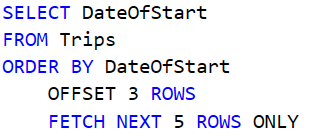 SELECT DateOfStart
FROM Trips
ORDER BY DateOfStart
    OFFSET 3 ROWS
    FETCH NEXT 5 ROWS ONLY